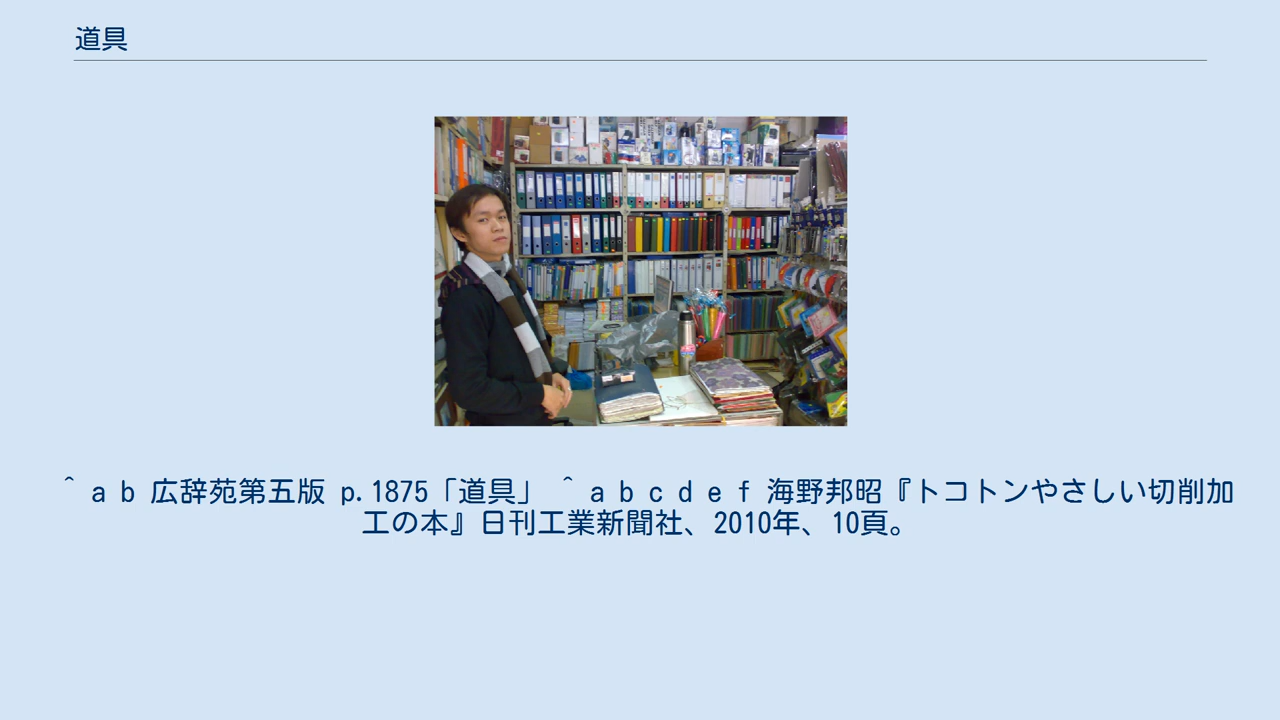 道具
^ a b 広辞苑第五版 p.1875「道具」 ^ a b c d e f 海野邦昭『トコトンやさしい切削加
工の本』日刊工業新聞社、2010年、10頁。